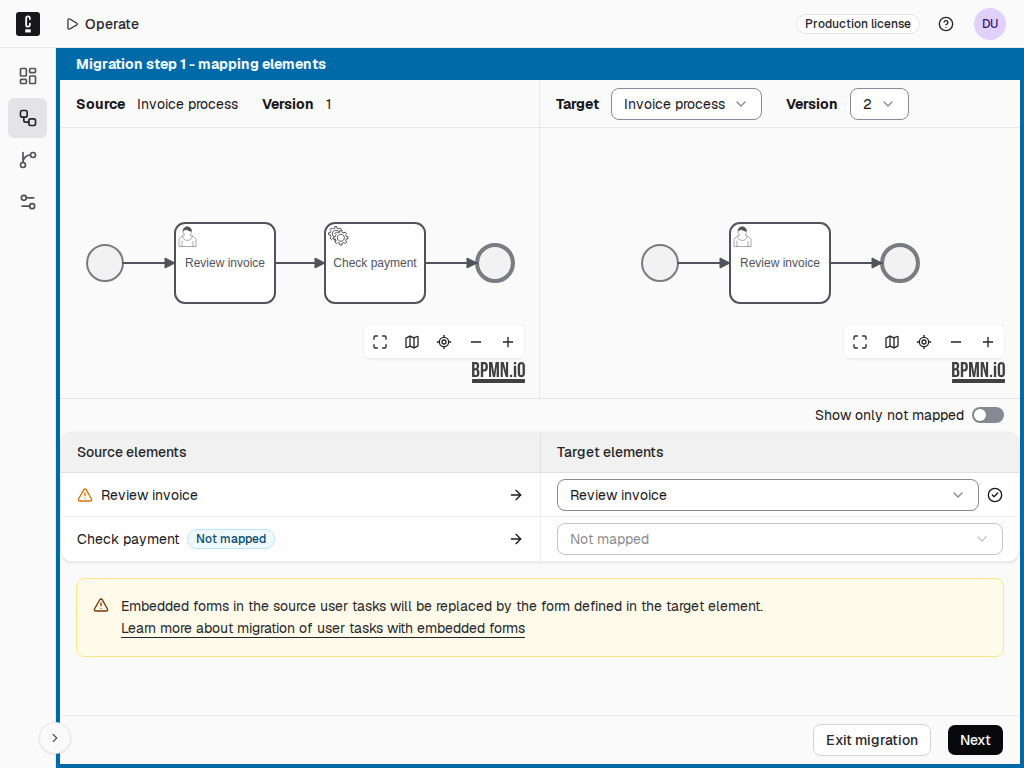 Operate
Production license
DU
Migration step 1 - mapping elements
Source Invoice process Version 1
Target Invoice process Version 2
Review invoice
Check payment
Review invoice
BPMN.iO
BPMN.iO
Show only not mapped
Source elements
Target elements
Review invoice
Review invoice
Check payment Not mapped
Not mapped
Embedded forms in the source user tasks will be replaced by the form defined in the target element.
Learn more about migration of user tasks with embedded forms
Exit migration
Next